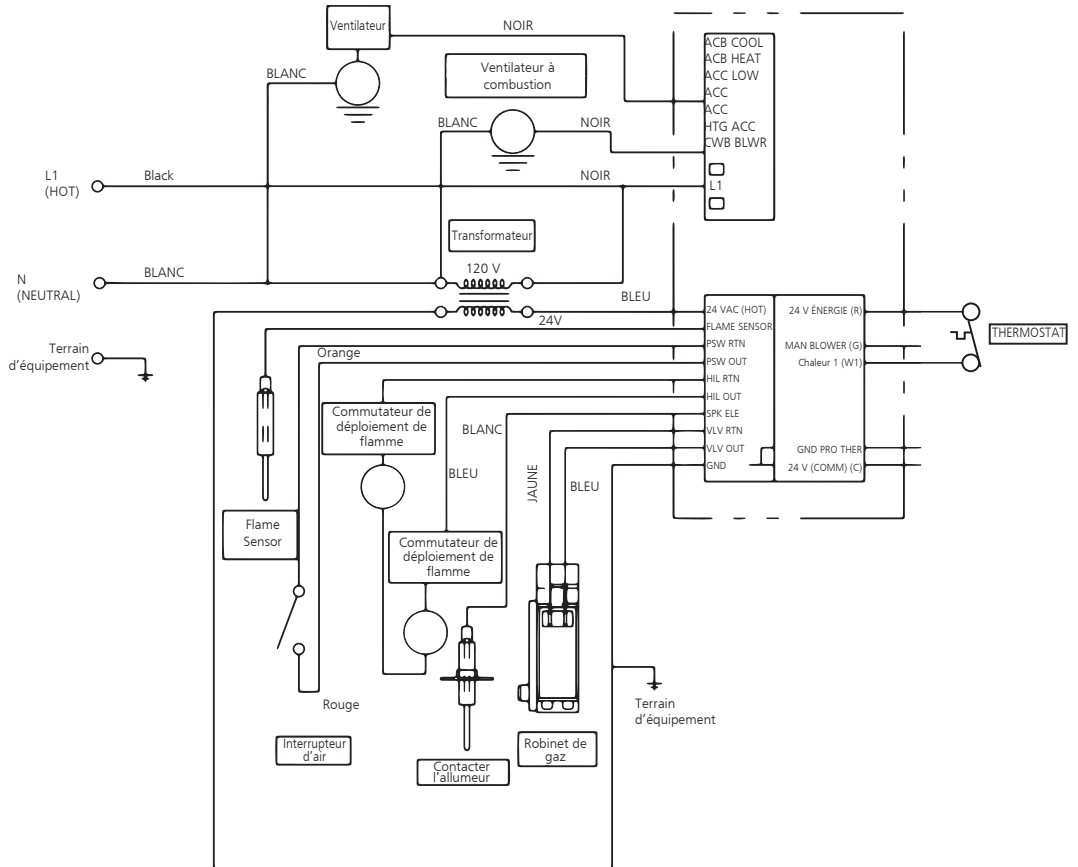 Ventilateur
NOIR
BLANC
Ventilateur à
combustion
BLANC
NOIR
ACB COOL
ACB HEAT
ACC LOW
ACC
ACC
HTG ACC
CWB BLWR
L1
L1
(HOT)
Black
NOIR
Transformateur
120 V
N
(NEUTRAL)
BLANC
BLEU
24V
24 VAC (HOT)
FLAME SENSOR
PSW RTN
PSW OUT
HIL RTN
HIL OUT
SPK ELE
VLV RTN
VLV OUT
GND
24 V ÉNERGIE (R)
MAN BLOWER (G)
Chaleur 1 (W1)
GND PRO THER
24 V (COMM) (C)
THERMOSTAT
Terrain
d'équipement
Orange
Commutateur de
déploiement de
flamme
BLANC
BLEU
JAUNE
BLEU
Flame
Sensor
Commutateur de
déploiement de
flamme
Rouge
Terrain
d'équipement
Interrupteur
d'air
Contacter
l'allumeur
Robinet de
gaz